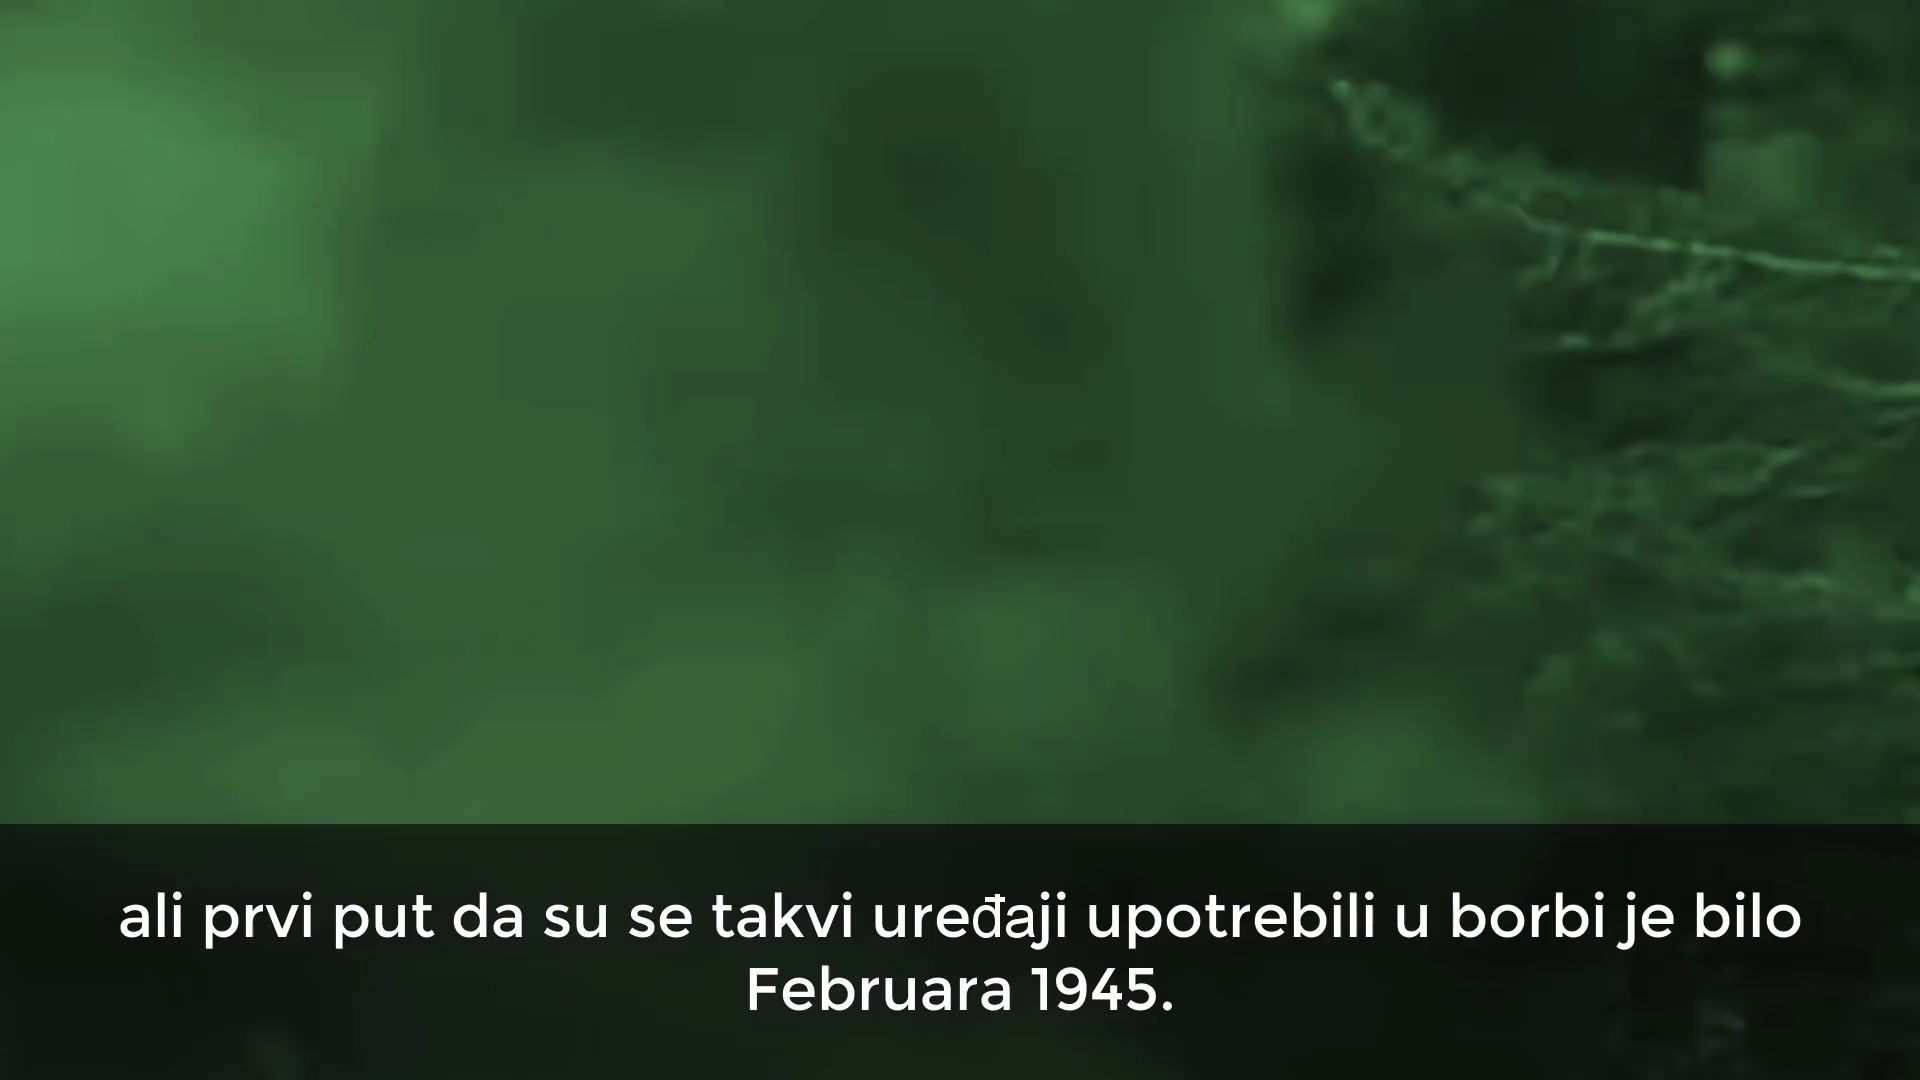 ali prvi put da su se takvi uređaji upotrebili u borbi je bilo
Februara 1945.